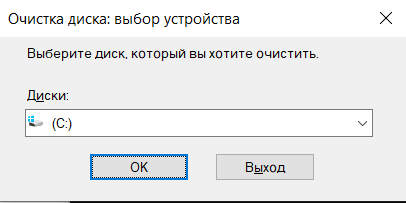 Очистка диска: выбор устройства
Выберите диск, который вы хотите очистить.
Диски:
(C:)
OK
Выход